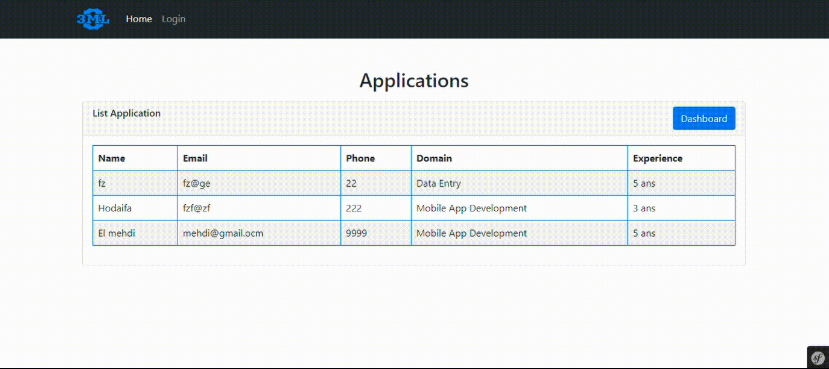 3ML Home Login
Applications
List Application Dashboard
Name Email Phone Domain Experience
fz fz@ge 22 Data Entry 5 ans
Hodaifa fzf@zf 222 Mobile App Development 3 ans
El mehdi mehdi@gmail.ocm 9999 Mobile App Development 5 ans
sf